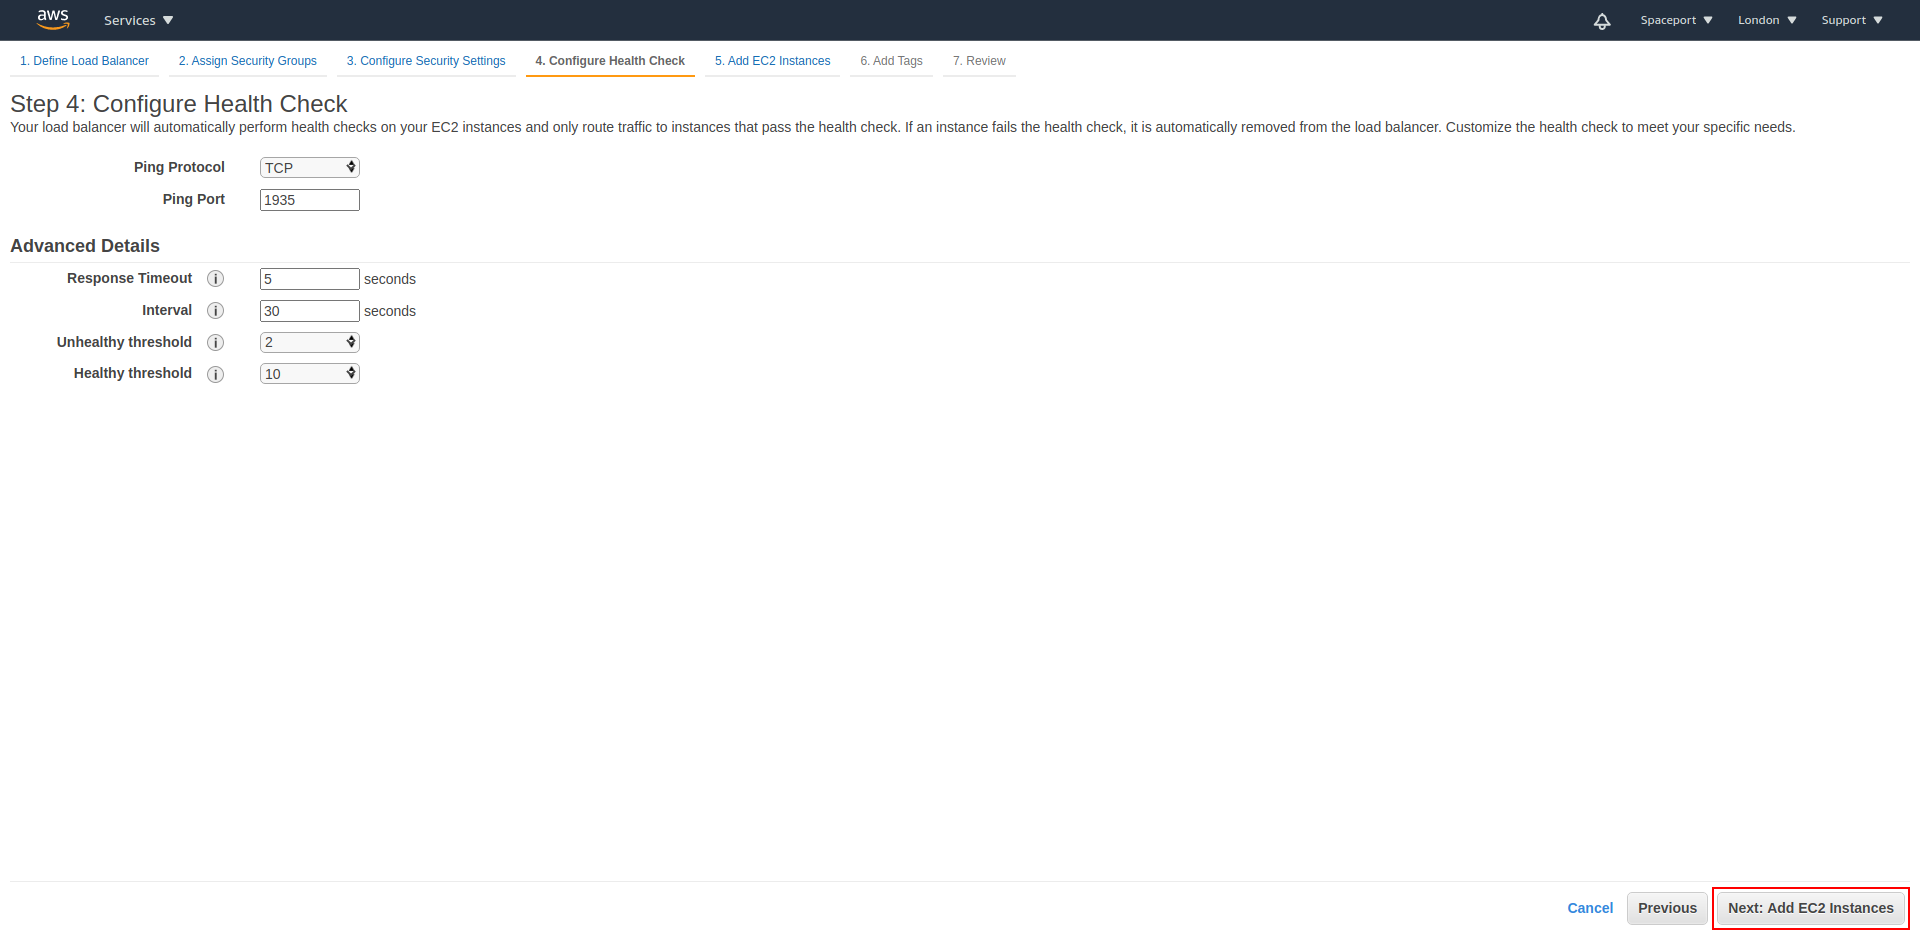 aws Services Spaceport London Support
1. Define Load Balancer 2. Assign Security Groups 3. Configure Security Settings 4. Configure Health Check 5. Add EC2 Instances 6. Add Tags 7. Review
Step 4: Configure Health Check
Your load balancer will automatically perform health checks on your EC2 instances and only route traffic to instances that pass the health check. If an instance fails the health check, it is automatically removed from the load balancer. Customize the health check to meet your specific needs.
Ping Protocol TCP
Ping Port 1935
Advanced Details
Response Timeout i 5 seconds
Interval i 30 seconds
Unhealthy threshold i 2
Healthy threshold i 10
Cancel Previous Next: Add EC2 Instances